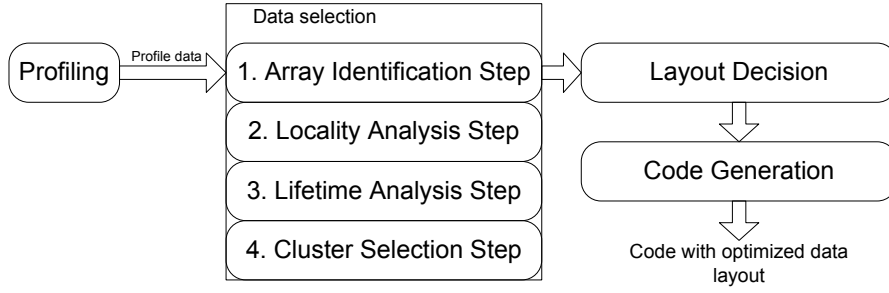 Data selection
Profiling
Profile data
1. Array Identification Step
2. Locality Analysis Step
3. Lifetime Analysis Step
4. Cluster Selection Step
Layout Decision
Code Generation
Code with optimized data
layout